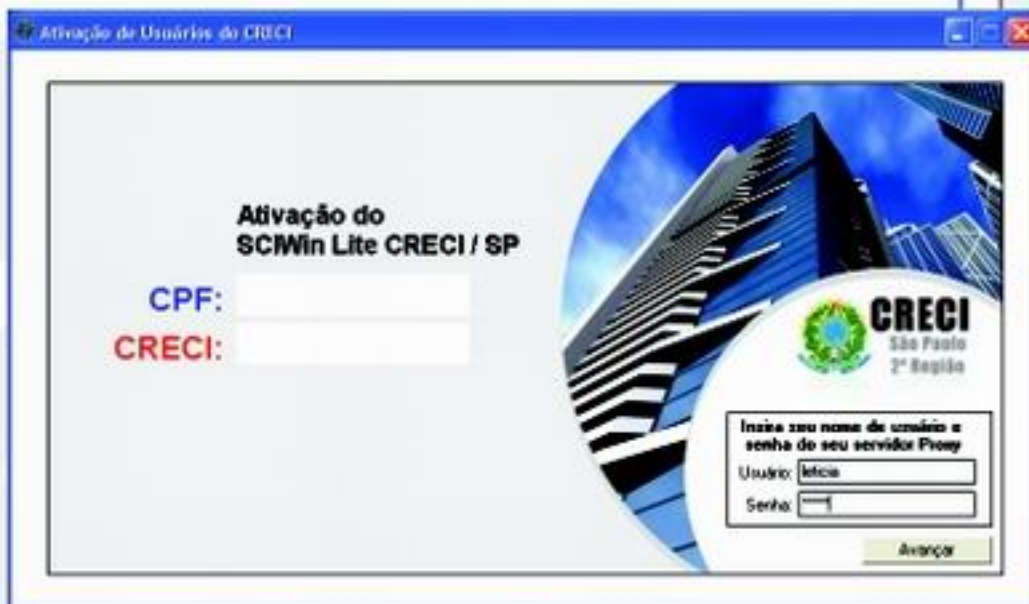 Ativação de Usuários do CRECI
Ativação do
SCIWin Lite CRECI / SP
CPF:
CRECI:
CRECI
São Paulo
2ª Região
Insira seu nome de usuário e
senha do seu servidor Proxy
Usuário: leticia
Senha: *****
Avançar